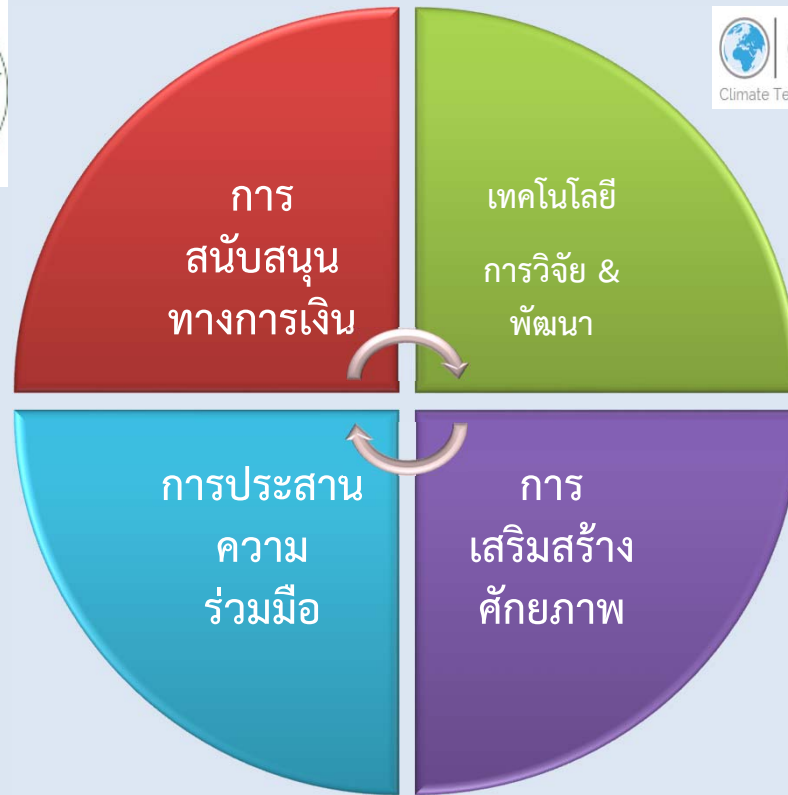 การ
สนับสนุน
ทางการเงิน
เทคโนโลยี
การวิจัย &
พัฒนา
การประสาน
ความ
ร่วมมือ
การ
เสริมสร้าง
ศักยภาพ
Climate